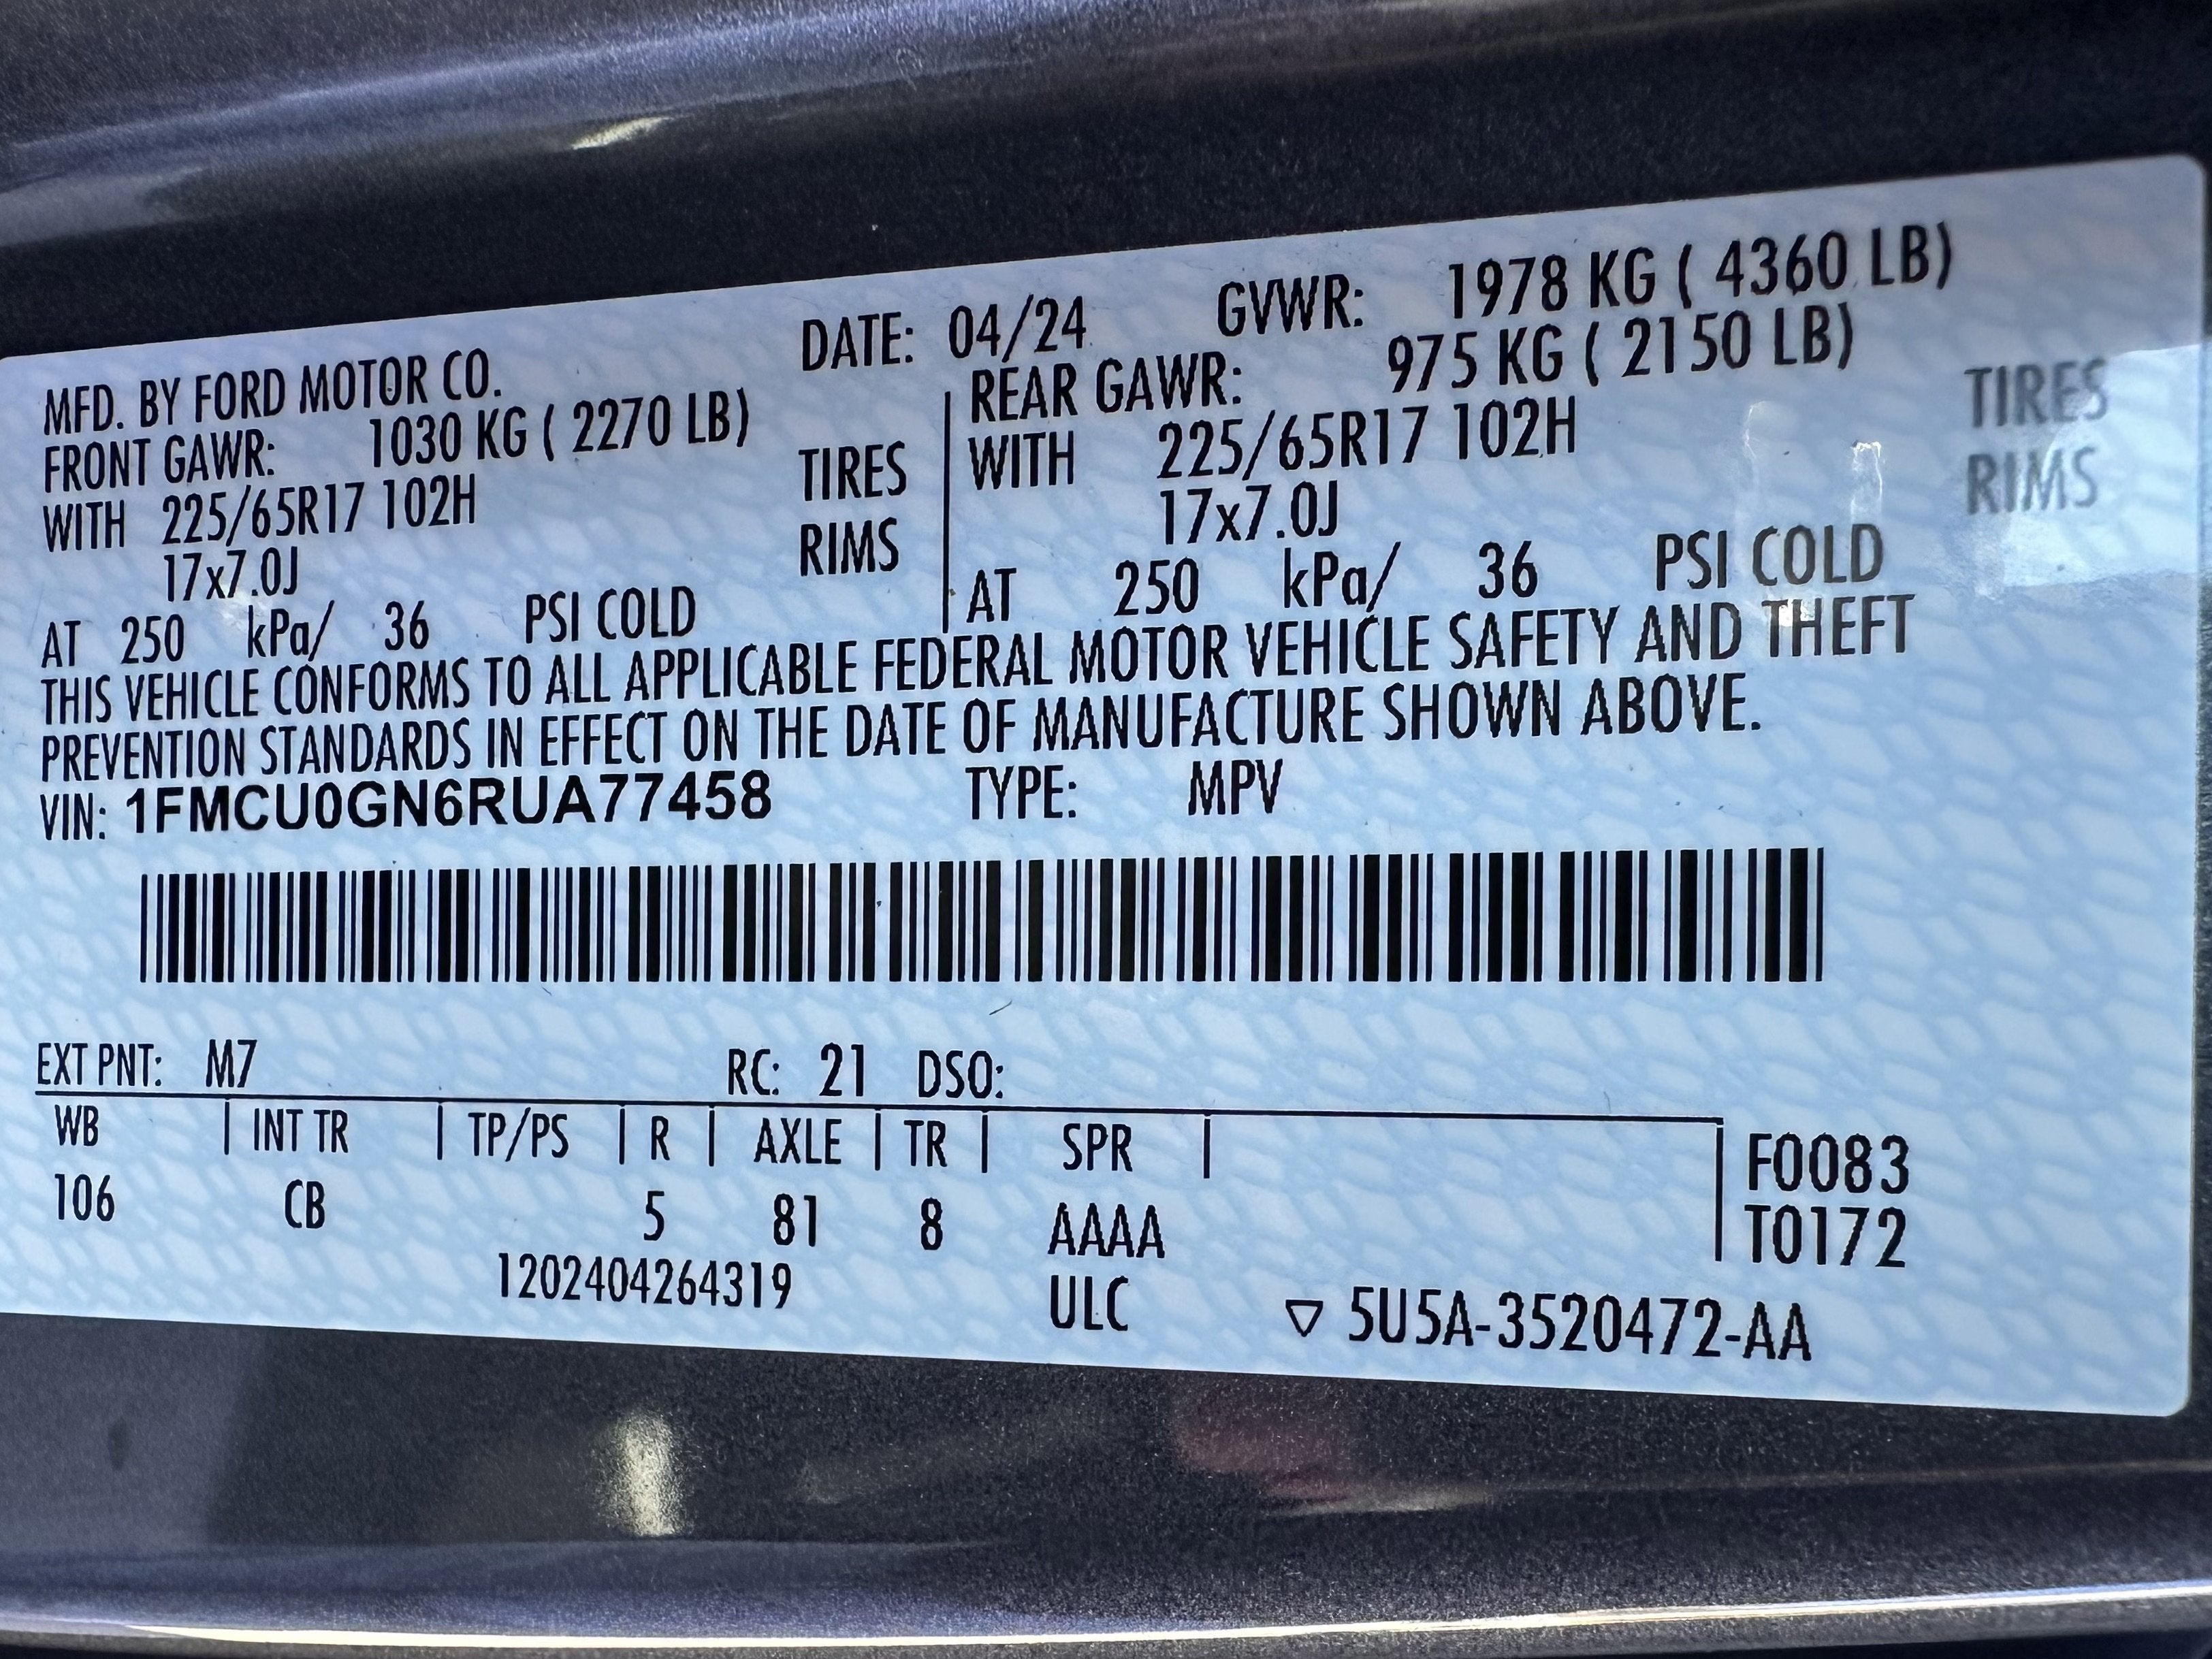 DATE: 04/24 GVWR: 1978 KG ( 4360 LB)
MFD. BY FORD MOTOR CO.
FRONT GAWR: 1030 KG ( 2270 LB)
WITH 225/65R17 102H TIRES
17x7.0J RIMS
AT 250 kPa/ 36 PSI COLD
REAR GAWR: 975 KG ( 2150 LB)
WITH 225/65R17 102H TIRES
17x7.0J RIMS
AT 250 kPa/ 36 PSI COLD
THIS VEHICLE CONFORMS TO ALL APPLICABLE FEDERAL MOTOR VEHICLE SAFETY AND THEFT
PREVENTION STANDARDS IN EFFECT ON THE DATE OF MANUFACTURE SHOWN ABOVE.
VIN: 1FMCU0GN6RUA77458 TYPE: MPV
EXT PNT: M7 RC: 21 DSO:
WB | INT TR | TP/PS | R | AXLE | TR | SPR |
106 CB 5 81 8 AAAA
F0083
T0172
1202404264319 ULC ▽ 5U5A-3520472-AA